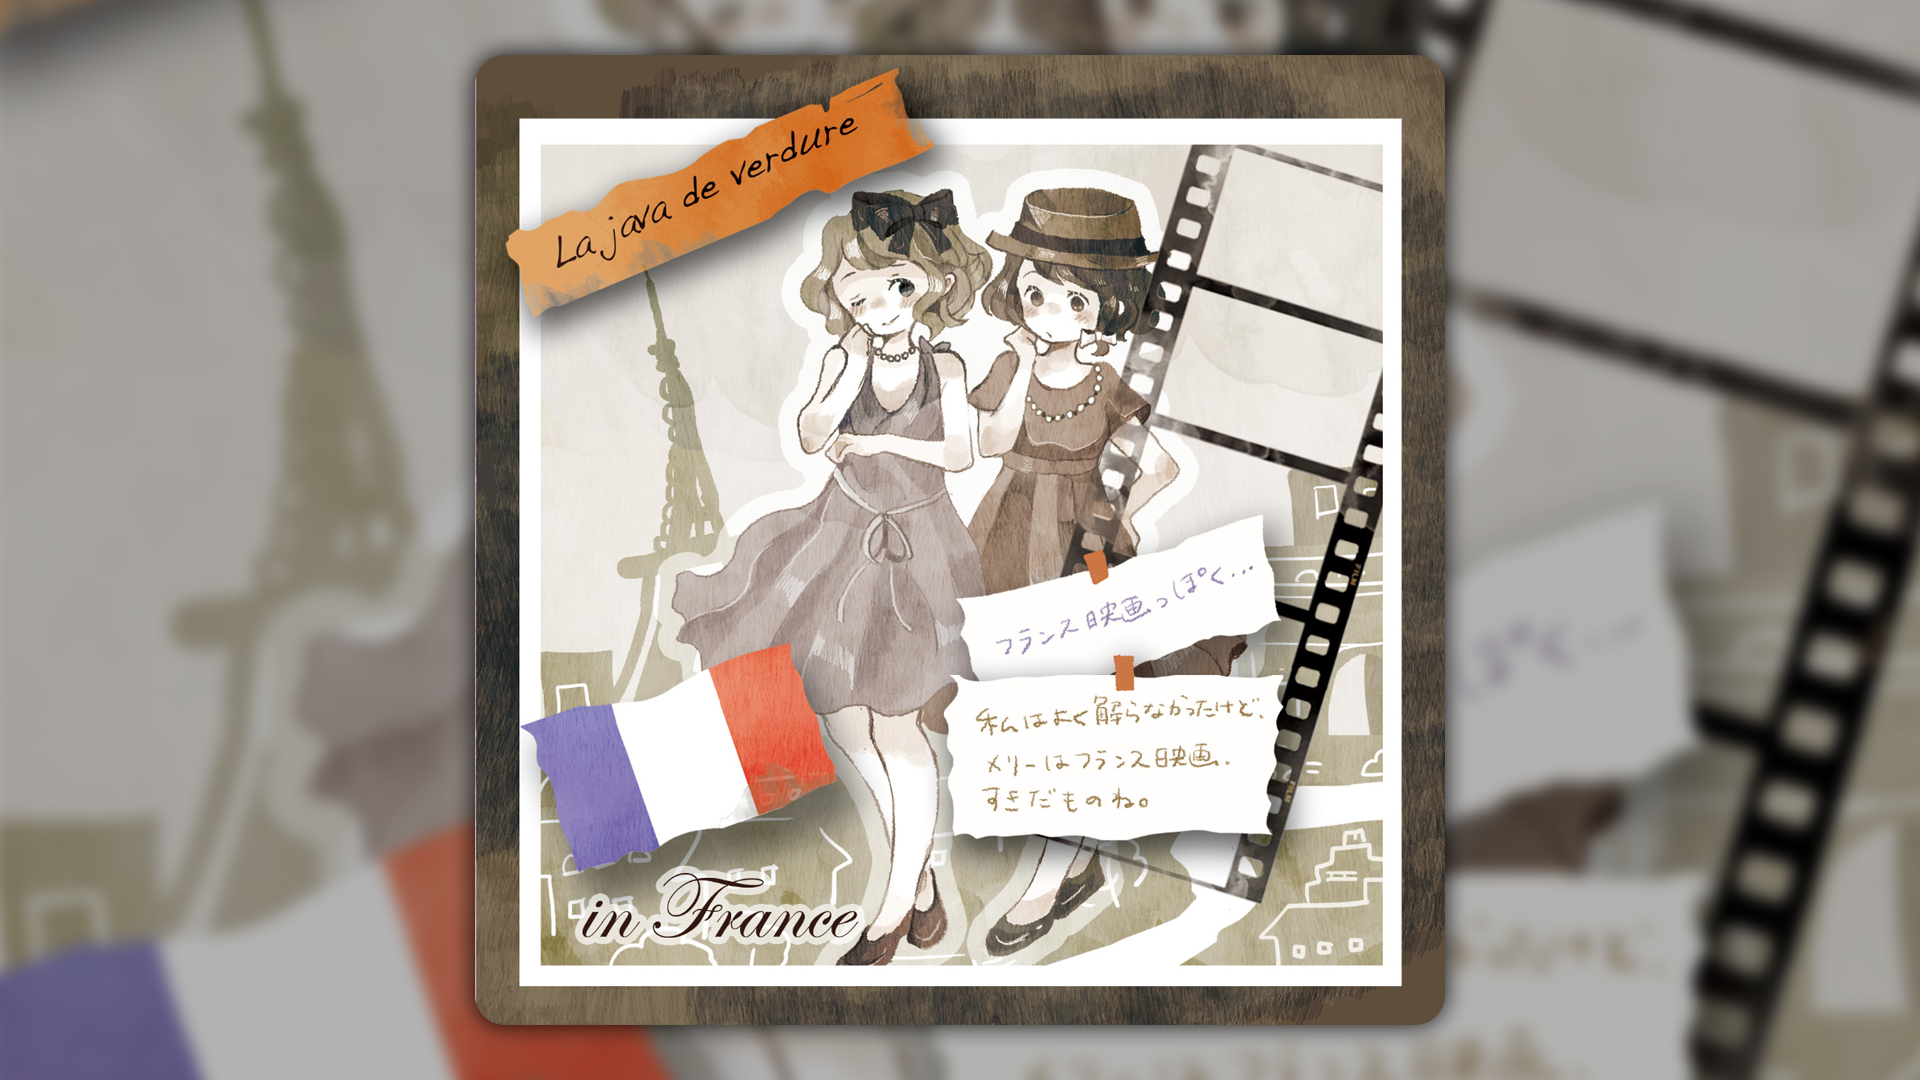 La java de verdure
フランス映画っぽく…
私はよく解らなかったけど、
メリーはフランス映画、
すきだものね。
FILM
FILM
in France